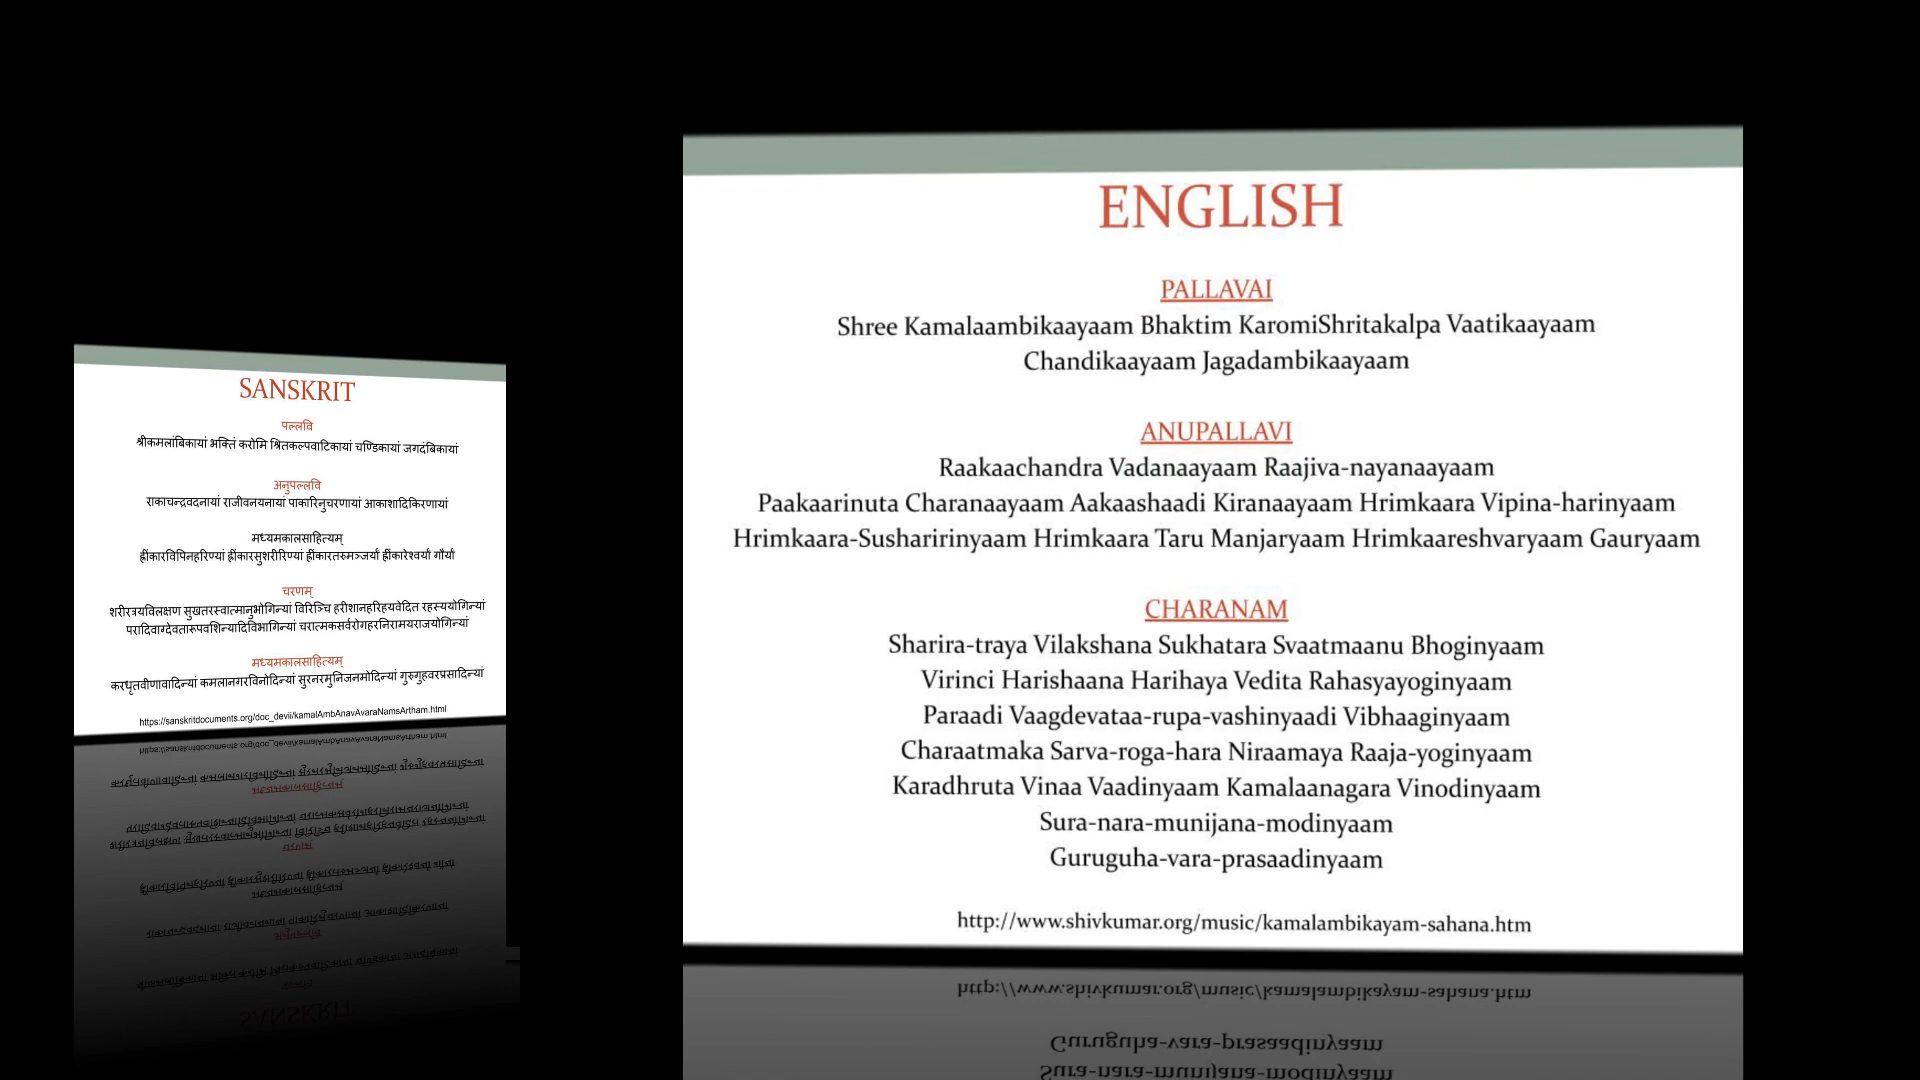 SANSKRIT
पल्लवि
श्रीकमलांबिकायां भक्तिं करोमि श्रितकल्पवाटिकायां चण्डिकायां जगदंबिकायां
अनुपल्लवि
राकाचन्द्रवदनायां राजीवनयनायां पाकारिनुचरणायां आकाशादिकिरणायां
मध्यमकालसाहित्यम्
ह्रींकारविपिनहरिण्यां ह्रींकारसुशरीरिण्यां ह्रींकारतरुमञ्जर्यां ह्रींकारेश्वर्यां गौर्यां
चरणम्
शरीरत्रयविलक्षण सुखतरस्वात्मानुभोगिन्यां विरिञ्चि हरीशानहरिहयवेदित रहस्ययोगिन्यां
परादिवाग्देवतारूपवशिन्यादिविभागिन्यां चरात्मकसर्वरोगहरनिरामयराजयोगिन्यां
मध्यमकालसाहित्यम्
करधृतवीणावादिन्यां कमलानगरविनोदिन्यां सुरनरमुनिजनमोदिन्यां गुरुगुहवरप्रसादिन्यां
https://sanskritdocuments.org/doc_devii/kamalAmbAnavAvaraNamsArtham.html
ENGLISH
PALLAVAI
Shree Kamalaambikaayaam Bhaktim KaromiShritakalpa Vaatikaayaam
Chandikaayaam Jagadambikaayaam
ANUPALLAVI
Raakaachandra Vadanaayaam Raajiva-nayanaayaam
Paakaarinuta Charanaayaam Aakaashaadi Kiranaayaam Hrimkaara Vipina-harinyaam
Hrimkaara-Susharirinyaam Hrimkaara Taru Manjaryaam Hrimkaareshvaryaam Gauryaam
CHARANAM
Sharira-traya Vilakshana Sukhatara Svaatmaanu Bhoginyaam
Virinci Harishaana Harihaya Vedita Rahasyayoginyaam
Paraadi Vaagdevataa-rupa-vashinyaadi Vibhaaginyaam
Charaatmaka Sarva-roga-hara Niraamaya Raaja-yoginyaam
Karadhruta Vinaa Vaadinyaam Kamalaanagara Vinodinyaam
Sura-nara-munijana-modinyaam
Guruguha-vara-prasaadinyaam
http://www.shivkumar.org/music/kamalambikayam-sahana.htm